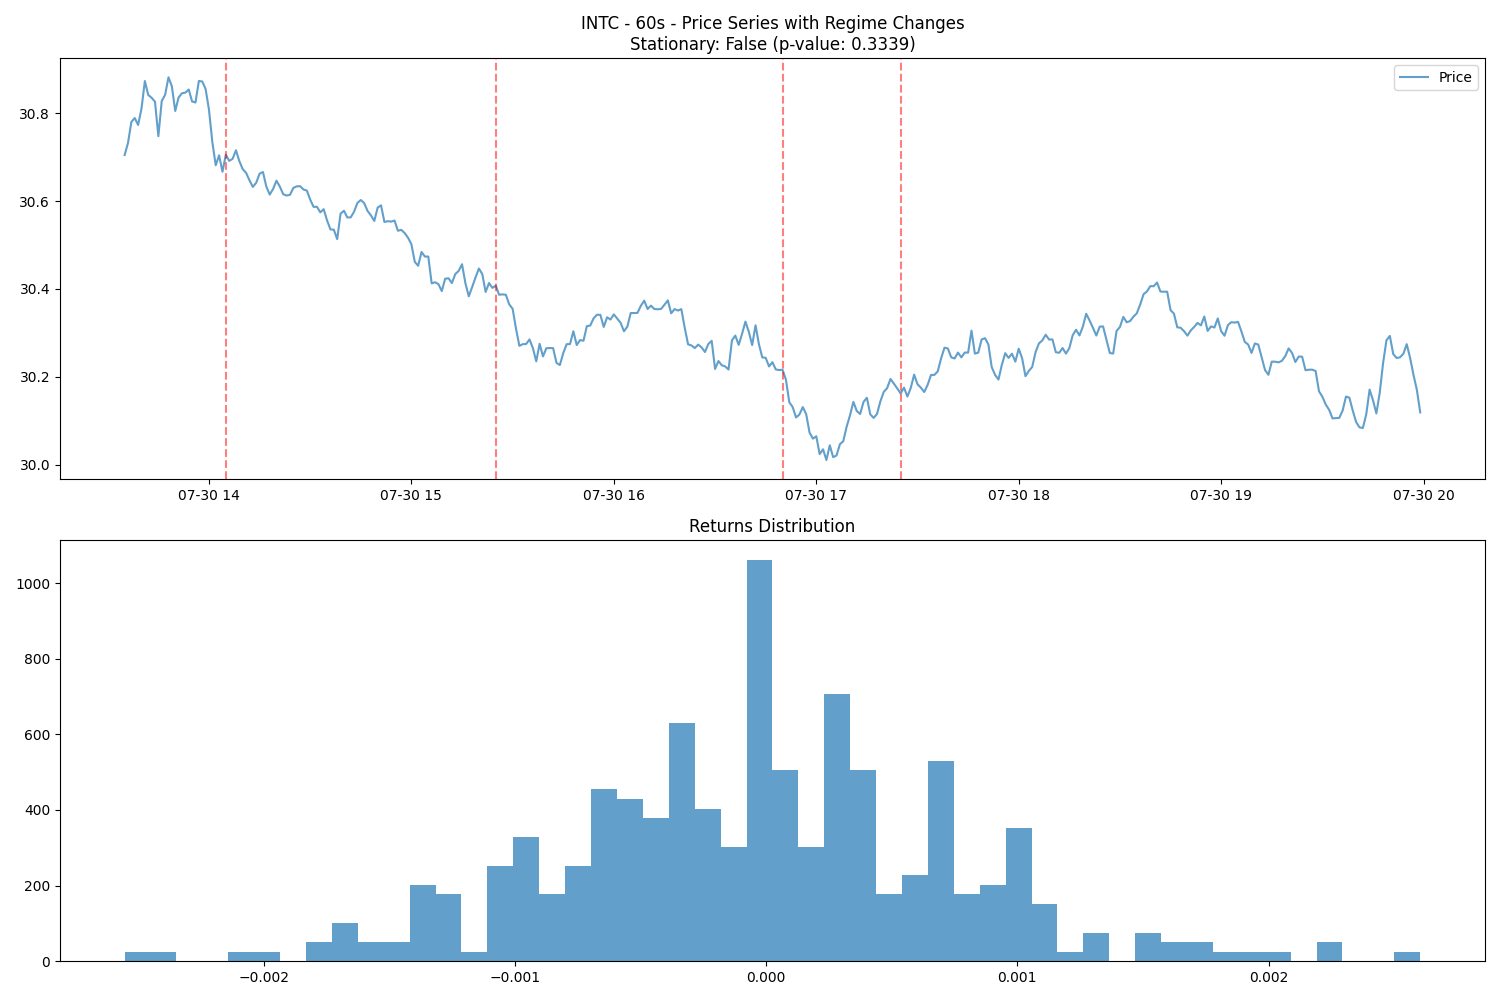 INTC - 60s - Price Series with Regime Changes
Stationary: False (p-value: 0.3339)
Price
30.8
30.6
30.4
30.2
30.0
07-30 14 07-30 15 07-30 16 07-30 17 07-30 18 07-30 19 07-30 20
Returns Distribution
1000
800
600
400
200
0
−0.002 −0.001 0.000 0.001 0.002